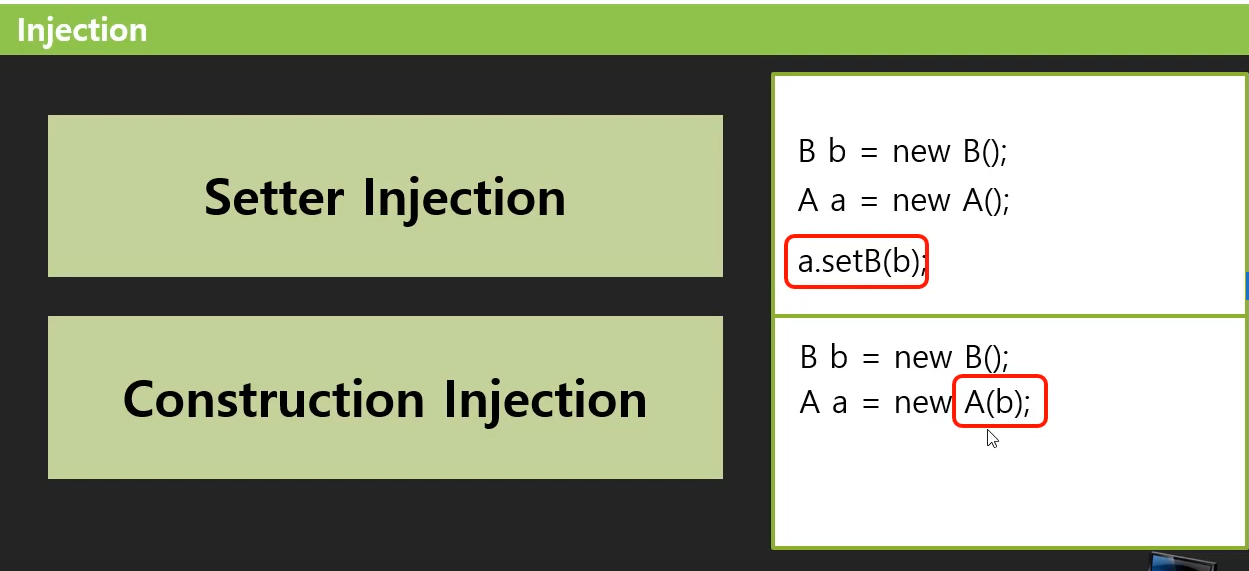 Injection
Setter Injection
B b = new B();
A a = new A();
a.setB(b);
Construction Injection
B b = new B();
A a = new A(b);